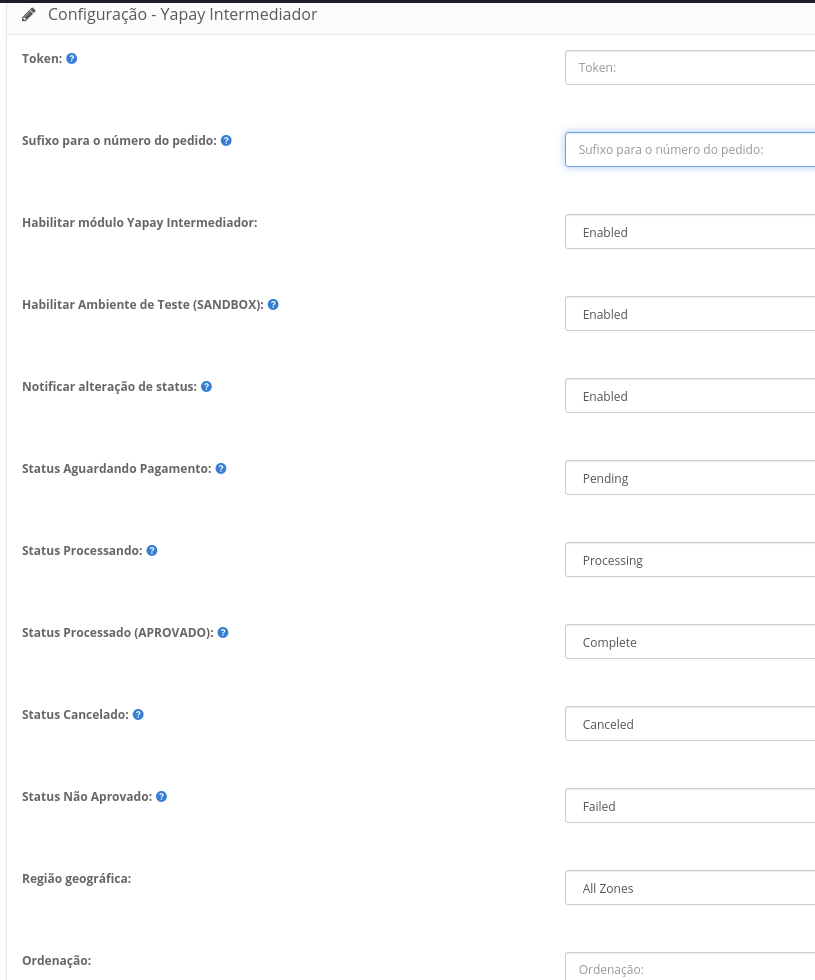 Configuração - Yapay Intermediador
Token:
Token:
Sufixo para o número do pedido:
Sufixo para o número do pedido:
Habilitar módulo Yapay Intermediador:
Enabled
Habilitar Ambiente de Teste (SANDBOX):
Enabled
Notificar alteração de status:
Enabled
Status Aguardando Pagamento:
Pending
Status Processando:
Processing
Status Processado (APROVADO):
Complete
Status Cancelado:
Canceled
Status Não Aprovado:
Failed
Região geográfica:
All Zones
Ordenação:
Ordenação: